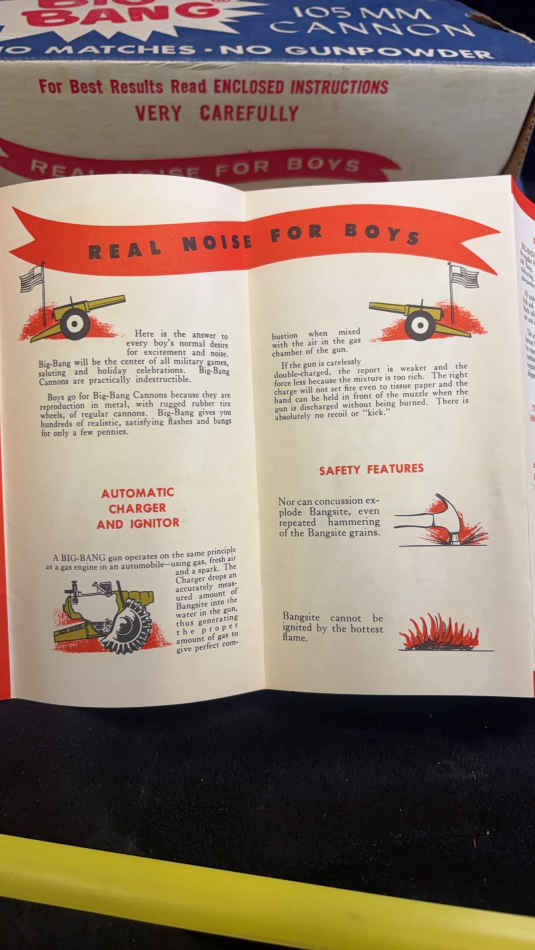 BIG
BANG ®
105 MM
CANNON
NO MATCHES • NO GUNPOWDER
For Best Results Read ENCLOSED INSTRUCTIONS
VERY CAREFULLY
REAL NOISE FOR BOYS
REAL NOISE FOR BOYS
Here is the answer to
every boy's normal desire
for excitement and noise.
Big-Bang will be the center of all military games,
saluting and holiday celebrations. Big-Bang
Cannons are practically indestructible.
Boys go for Big-Bang Cannons because they are
reproduction in metal, with rugged rubber tire
wheels, of regular cannons. Big-Bang gives you
hundreds of realistic, satisfying flashes and bangs
for only a few pennies.
AUTOMATIC
CHARGER
AND IGNITOR
A BIG-BANG gun operates on the same principle
as a gas engine in an automobile—using gas, fresh air
and a spark. The
Charger drops an
accurately meas-
ured amount of
Bangsite into the
water in the gun,
thus generating
the proper
amount of gas to
give perfect com-
bustion when mixed
with the air in the gas
chamber of the gun.
If the gun is carelessly
double-charged, the report is weaker and the
force less because the mixture is too rich. The right
charge will not set fire even to tissue paper and the
hand can be held in front of the muzzle when the
gun is discharged without being burned. There is
absolutely no recoil or "kick."
SAFETY FEATURES
Nor can concussion ex-
plode Bangsite, even
repeated hammering
of the Bangsite grains.
Bangsite cannot be
ignited by the hottest
flame.